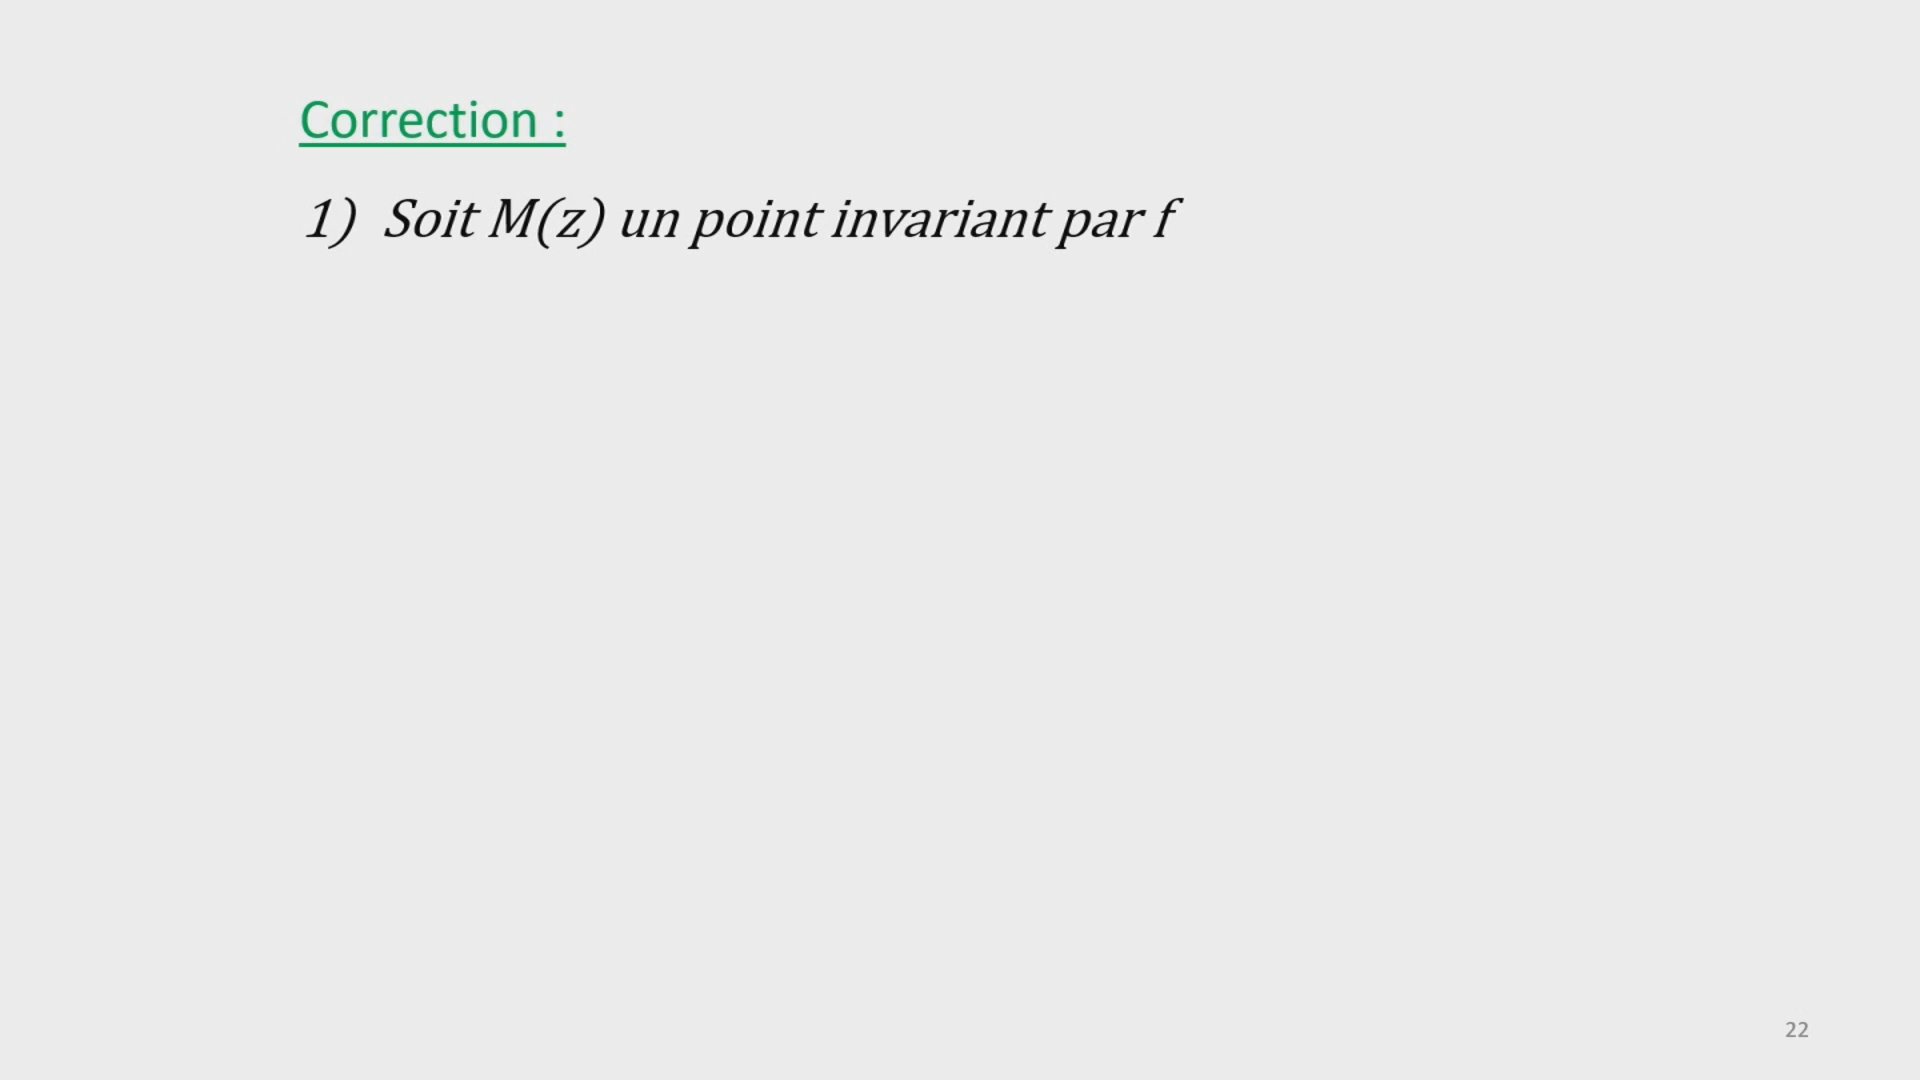 Correction :
1) Soit M(z) un point invariant par f
22